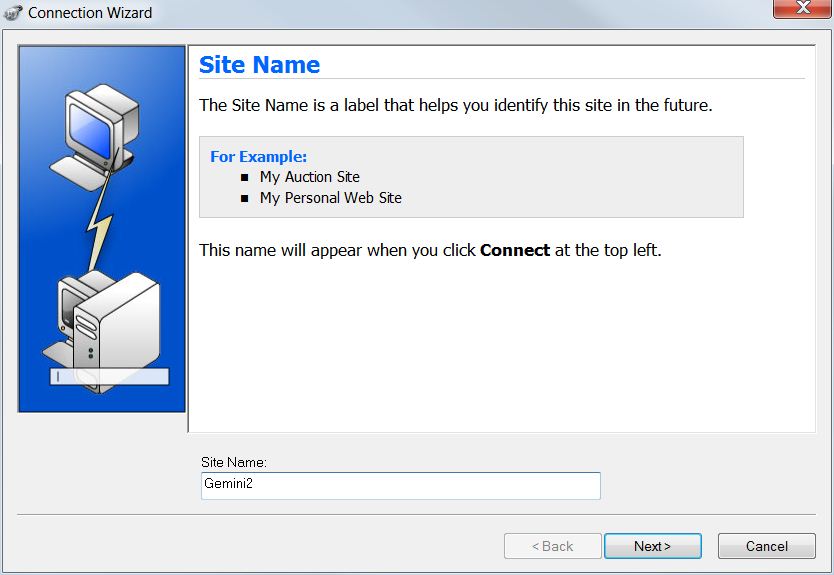 Connection Wizard
Site Name
The Site Name is a label that helps you identify this site in the future.
For Example:
My Auction Site
My Personal Web Site
This name will appear when you click Connect at the top left.
Site Name:
Gemini2
< Back
Next >
Cancel